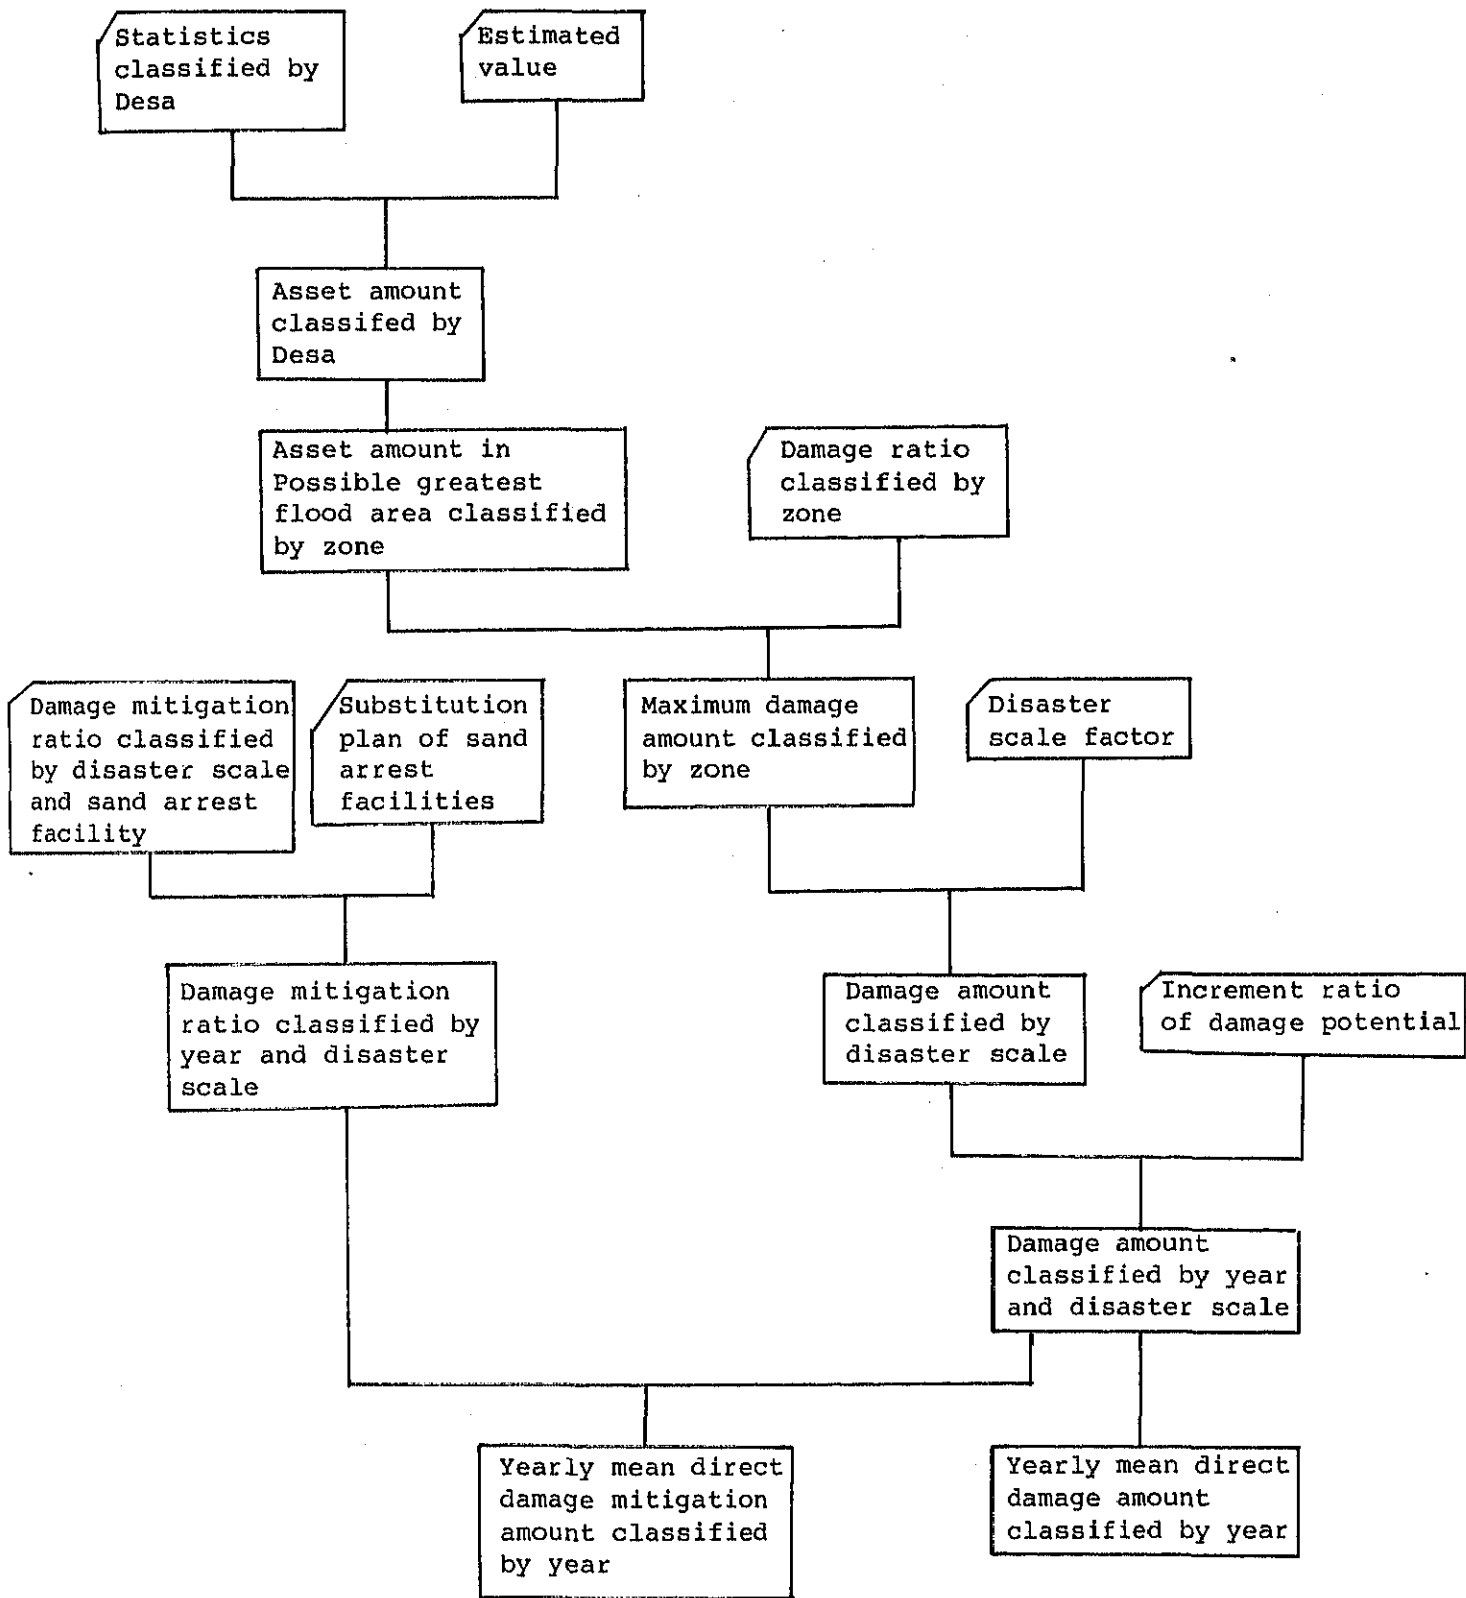 Statistics
classified by
Desa
Estimated
value
Asset amount
classifed by
Desa
Asset amount in
Possible greatest
flood area classified
by zone
Damage ratio
classified by
zone
Damage mitigation
ratio classified
by disaster scale
and sand arrest
facility
Substitution
plan of sand
arrest
facilities
Maximum damage
amount classified
by zone
Disaster
scale factor
Damage mitigation
ratio classified by
year and disaster
scale
Damage amount
classified by
disaster scale
Increment ratio
of damage potential
Damage amount
classified by year
and disaster scale
Yearly mean direct
damage mitigation
amount classified
by year
Yearly mean direct
damage amount
classified by year